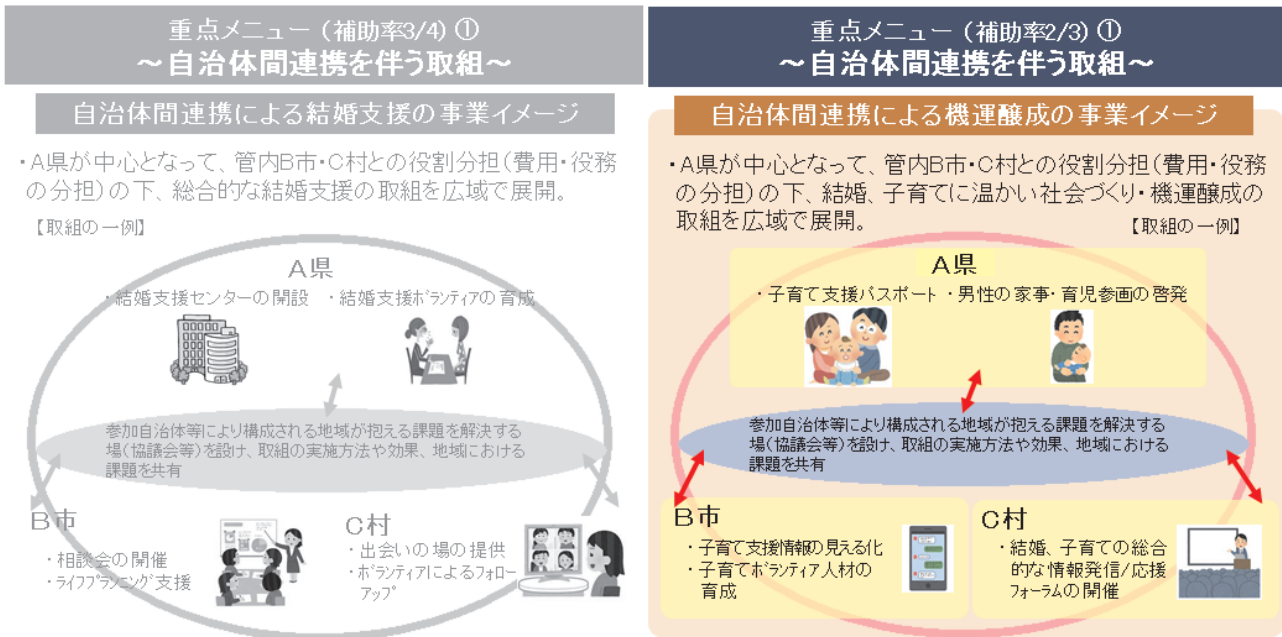 重点メニュー（補助率3/4）①
～自治体間連携を伴う取組～
自治体間連携による結婚支援の事業イメージ
・A県が中心となって、管内B市・C村との役割分担（費用・役務
の分担）の下、総合的な結婚支援の取組を広域で展開。
【取組の一例】
A県
・結婚支援センターの開設　・結婚支援ボランティアの育成
参加自治体等により構成される地域が抱える課題を解決する
場（協議会等）を設け、取組の実施方法や効果、地域における
課題を共有
B市
・相談会の開催
・ライフプランニング支援
C村
・出会いの場の提供
・ボランティアによるフォロー
アップ
重点メニュー（補助率2/3）①
～自治体間連携を伴う取組～
自治体間連携による機運醸成の事業イメージ
・A県が中心となって、管内B市・C村との役割分担（費用・役務
の分担）の下、結婚、子育てに温かい社会づくり・機運醸成の
取組を広域で展開。
【取組の一例】
A県
・子育て支援パスポート・男性の家事・育児参画の啓発
参加自治体等により構成される地域が抱える課題を解決する
場（協議会等）を設け、取組の実施方法や効果、地域における
課題を共有
B市
・子育て支援情報の見える化
・子育てボランティア人材の
育成
C村
・結婚、子育ての総合
的な情報発信/応援
フォーラムの開催